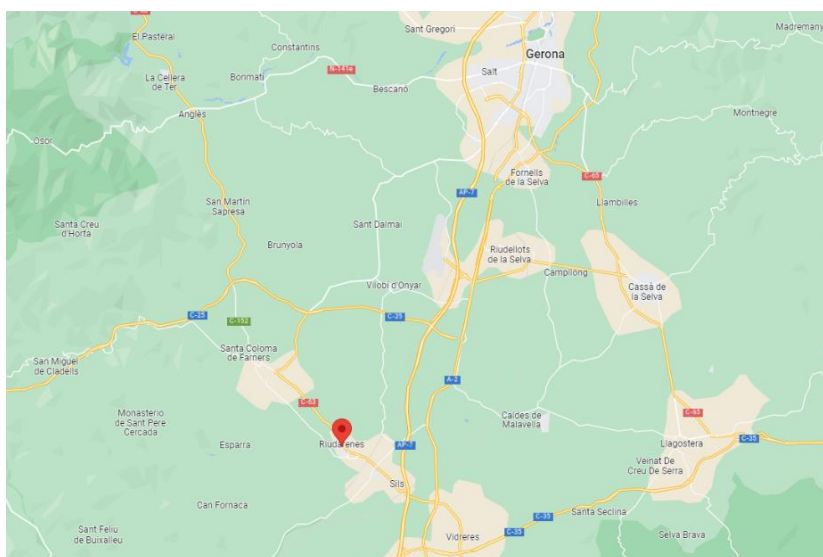 Sant Gregori
Madremany
El Pasteral
Constantins
Gerona
N-141e
Salt
La Cellera
de Ter
Bonmatí
Bescanó
Anglès
Montnegre
Osor
Fornells
de la Selva
C-65
AP-7
San Martín
Sapresa
Llambilles
Santa Creu
d'Horta
Sant Dalmai
Brunyola
Riudellots
de la Selva
Campllong
Vilobí d'Onyar
Cassà de
la Selva
C-25
C-25
C-152
Santa Coloma
de Farners
San Miguel
de Cladells
A-2
C-63
C-65
Monasterio
de Sant Pere
Cercada
Caldes de
Malavella
Esparra
Riudarenes
AP-7
Llagostera
C-35
Veïnat De
Creu De Serra
Sils
Can Fornaca
Santa Seclina
C-35
C-35
Sant Feliu
de Buixalleu
Vidreres
Selva Brava